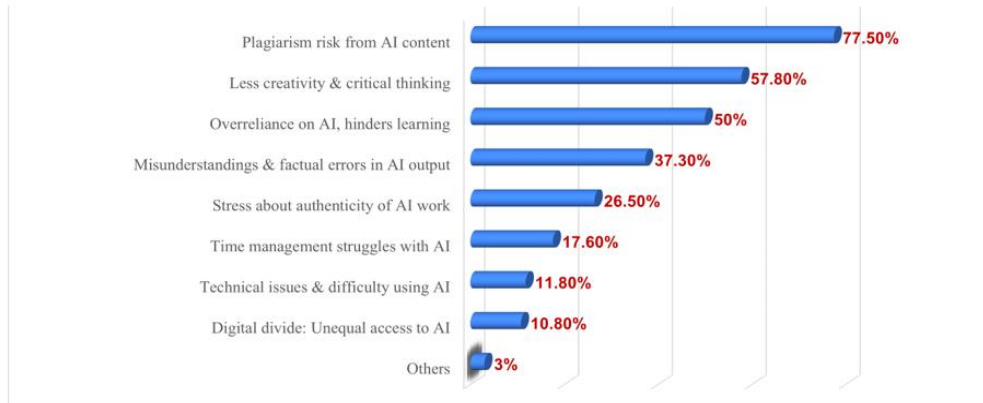 Plagiarism risk from AI content 77.50%
Less creativity & critical thinking 57.80%
Overreliance on AI, hinders learning 50%
Misunderstandings & factual errors in AI output 37.30%
Stress about authenticity of AI work 26.50%
Time management struggles with AI 17.60%
Technical issues & difficulty using AI 11.80%
Digital divide: Unequal access to AI 10.80%
Others 3%